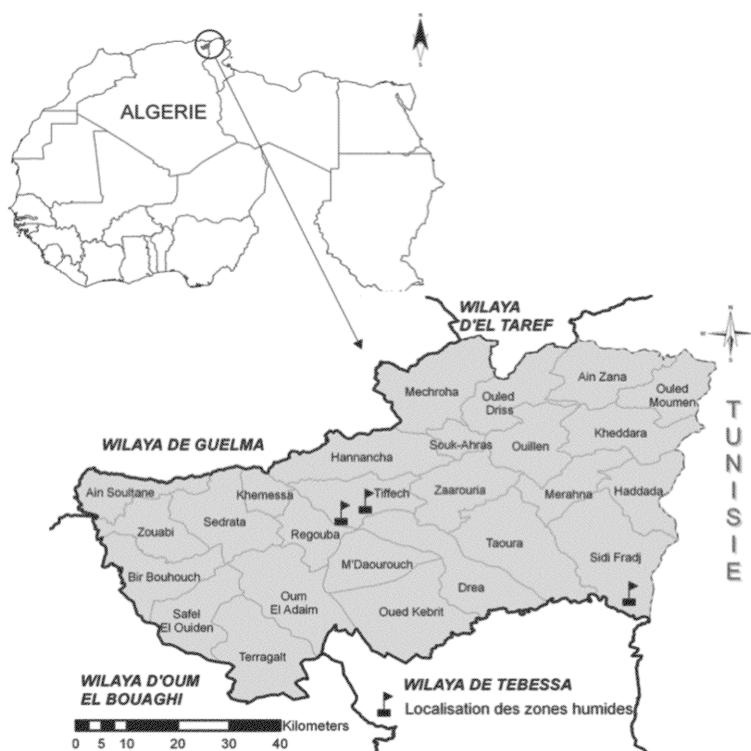 N
S
ALGERIE
WILAYA
D'EL TAREF
N
S
Ain Zana
Mechroha
Ouled
Driss
Ouled
Moumen
TUNISIE
WILAYA DE GUELMA
Souk-Ahras
Ouillen
Kheddara
Hannancha
Ain Soultane
Khemessa
Tiffech
Zaarouria
Merahna
Haddada
Zouabi
Sedrata
Regouba
Taoura
Sidi Fradj
M'Daourouch
Bir Bouhouch
Drea
Oum
El Adaim
Safel
El Ouiden
Oued Kebrit
Terragalt
WILAYA D'OUM
EL BOUAGHI
WILAYA DE TEBESSA
Localisation des zones humides
Kilometers
0 5 10 20 30 40